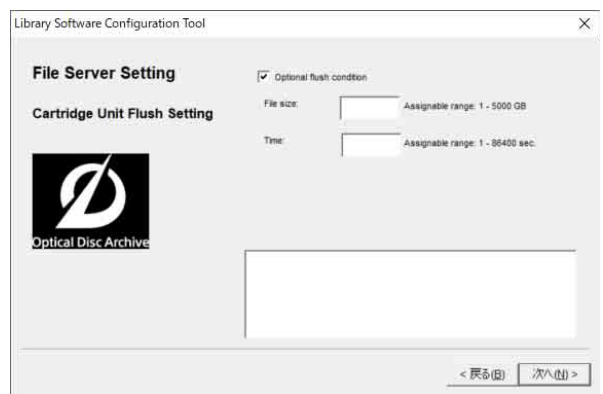 Library Software Configuration Tool
File Server Setting
Optional flush condition
Cartridge Unit Flush Setting
File size:
Assignable range: 1 - 5000 GB
Time:
Assignable range: 1 - 86400 sec.
Optical Disc Archive
< 戻る(B)
次へ(N) >